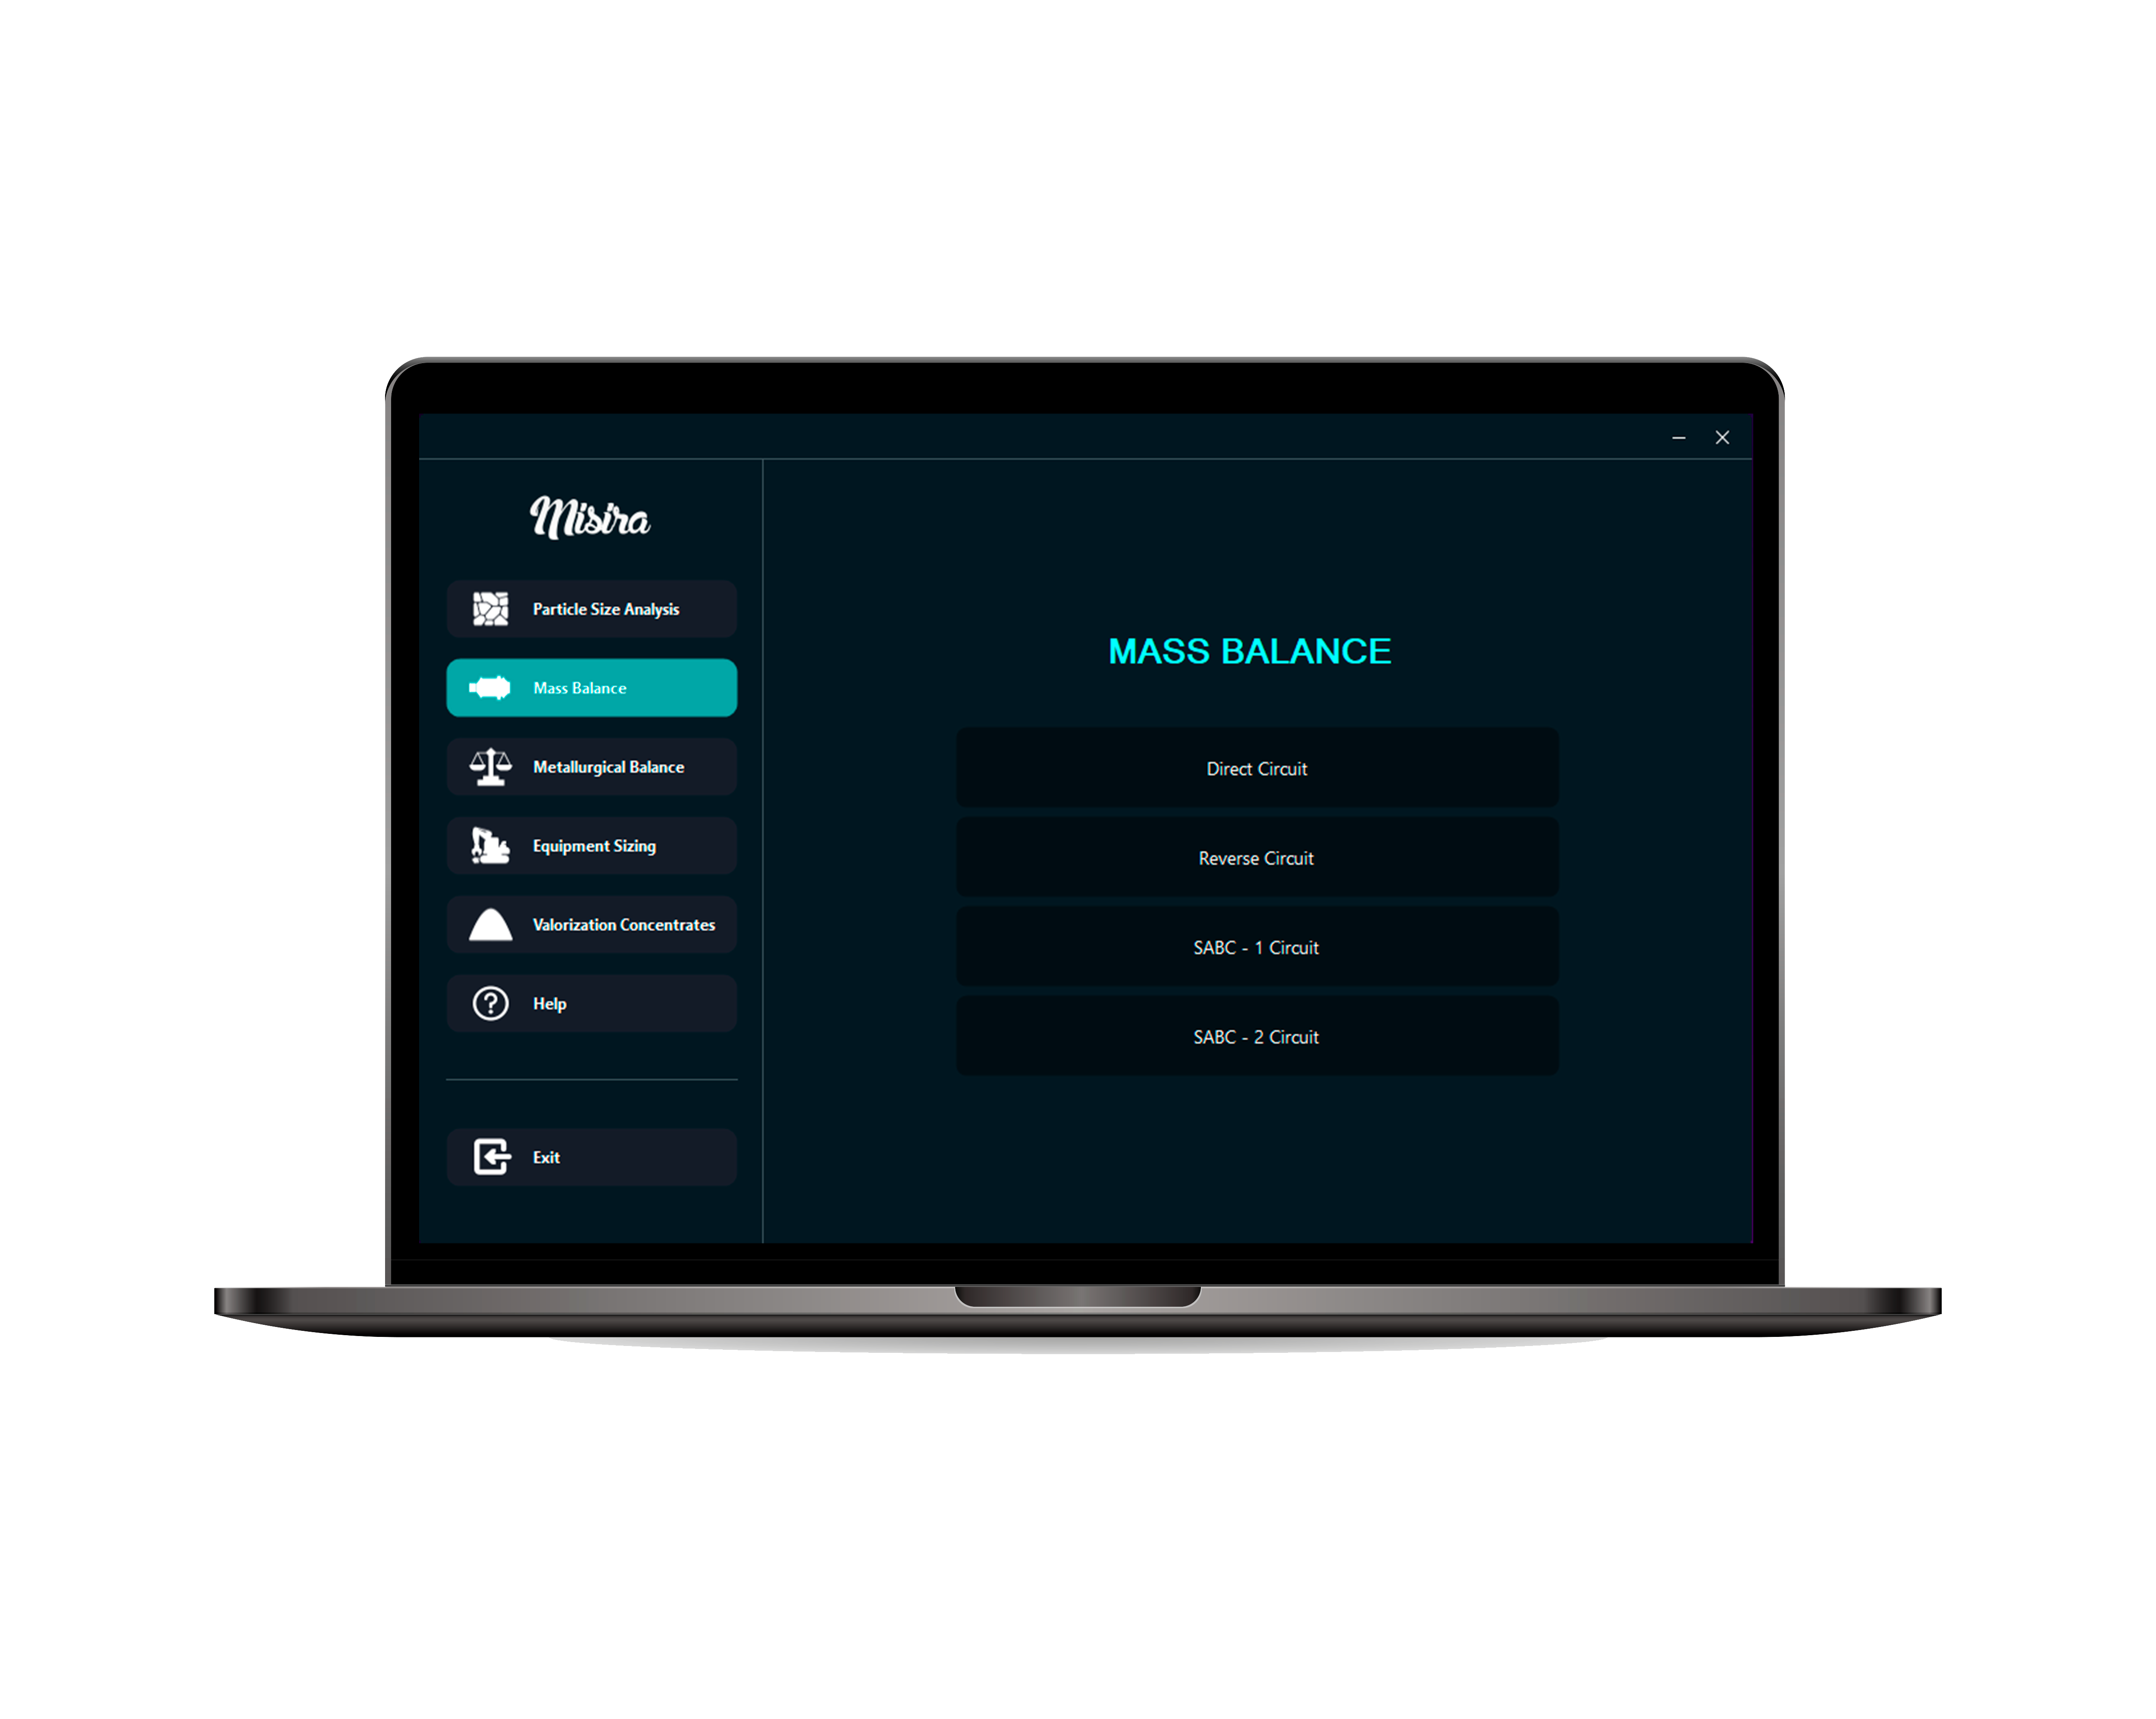 Misira
Particle Size Analysis
Mass Balance
Metallurgical Balance
Equipment Sizing
Valorization Concentrates
Help
Exit
MASS BALANCE
Direct Circuit
Reverse Circuit
SABC - 1 Circuit
SABC - 2 Circuit